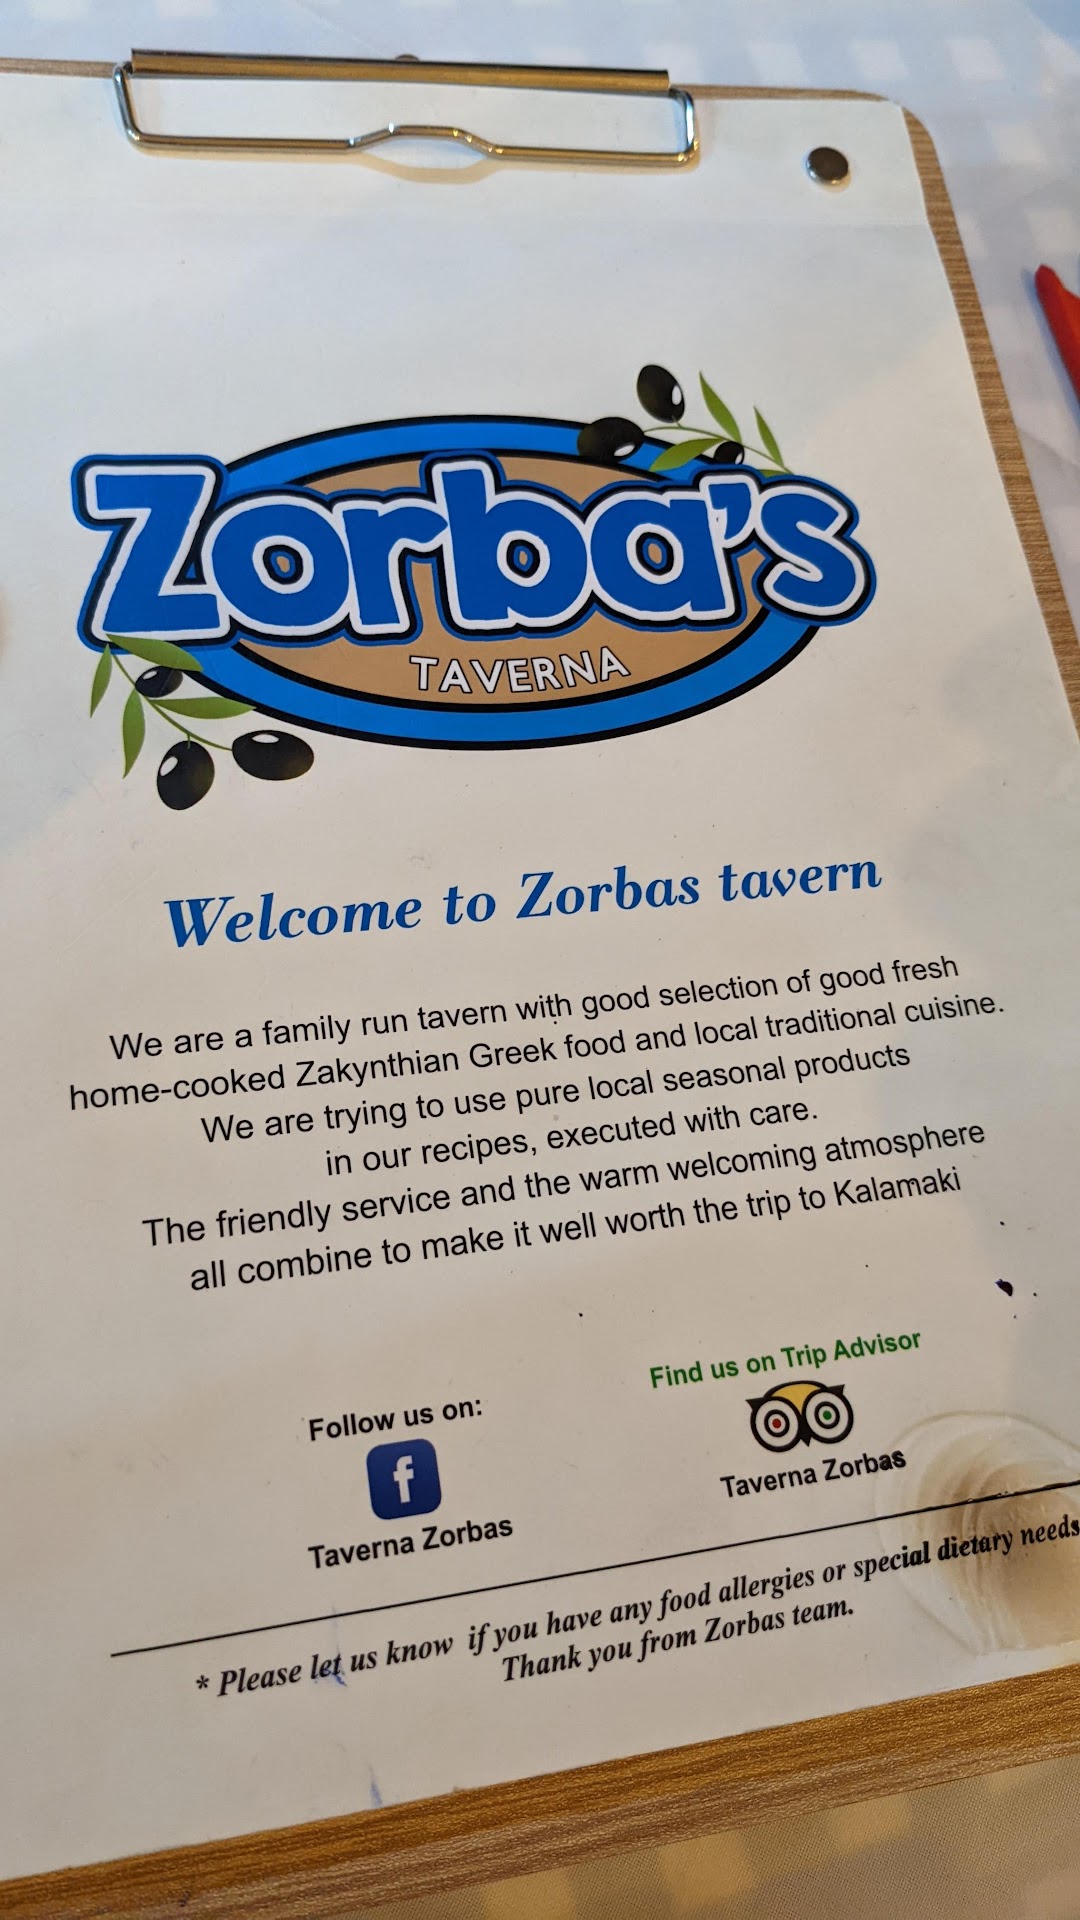 Zorba's
TAVERNA
Welcome to Zorbas tavern
We are a family run tavern with good selection of good fresh
home-cooked Zakynthian Greek food and local traditional cuisine.
We are trying to use pure local seasonal products
in our recipes, executed with care.
The friendly service and the warm welcoming atmosphere
all combine to make it well worth the trip to Kalamaki
Follow us on:
f
Taverna Zorbas
Find us on Trip Advisor
Taverna Zorbas
* Please let us know if you have any food allergies or special dietary needs
Thank you from Zorbas team.